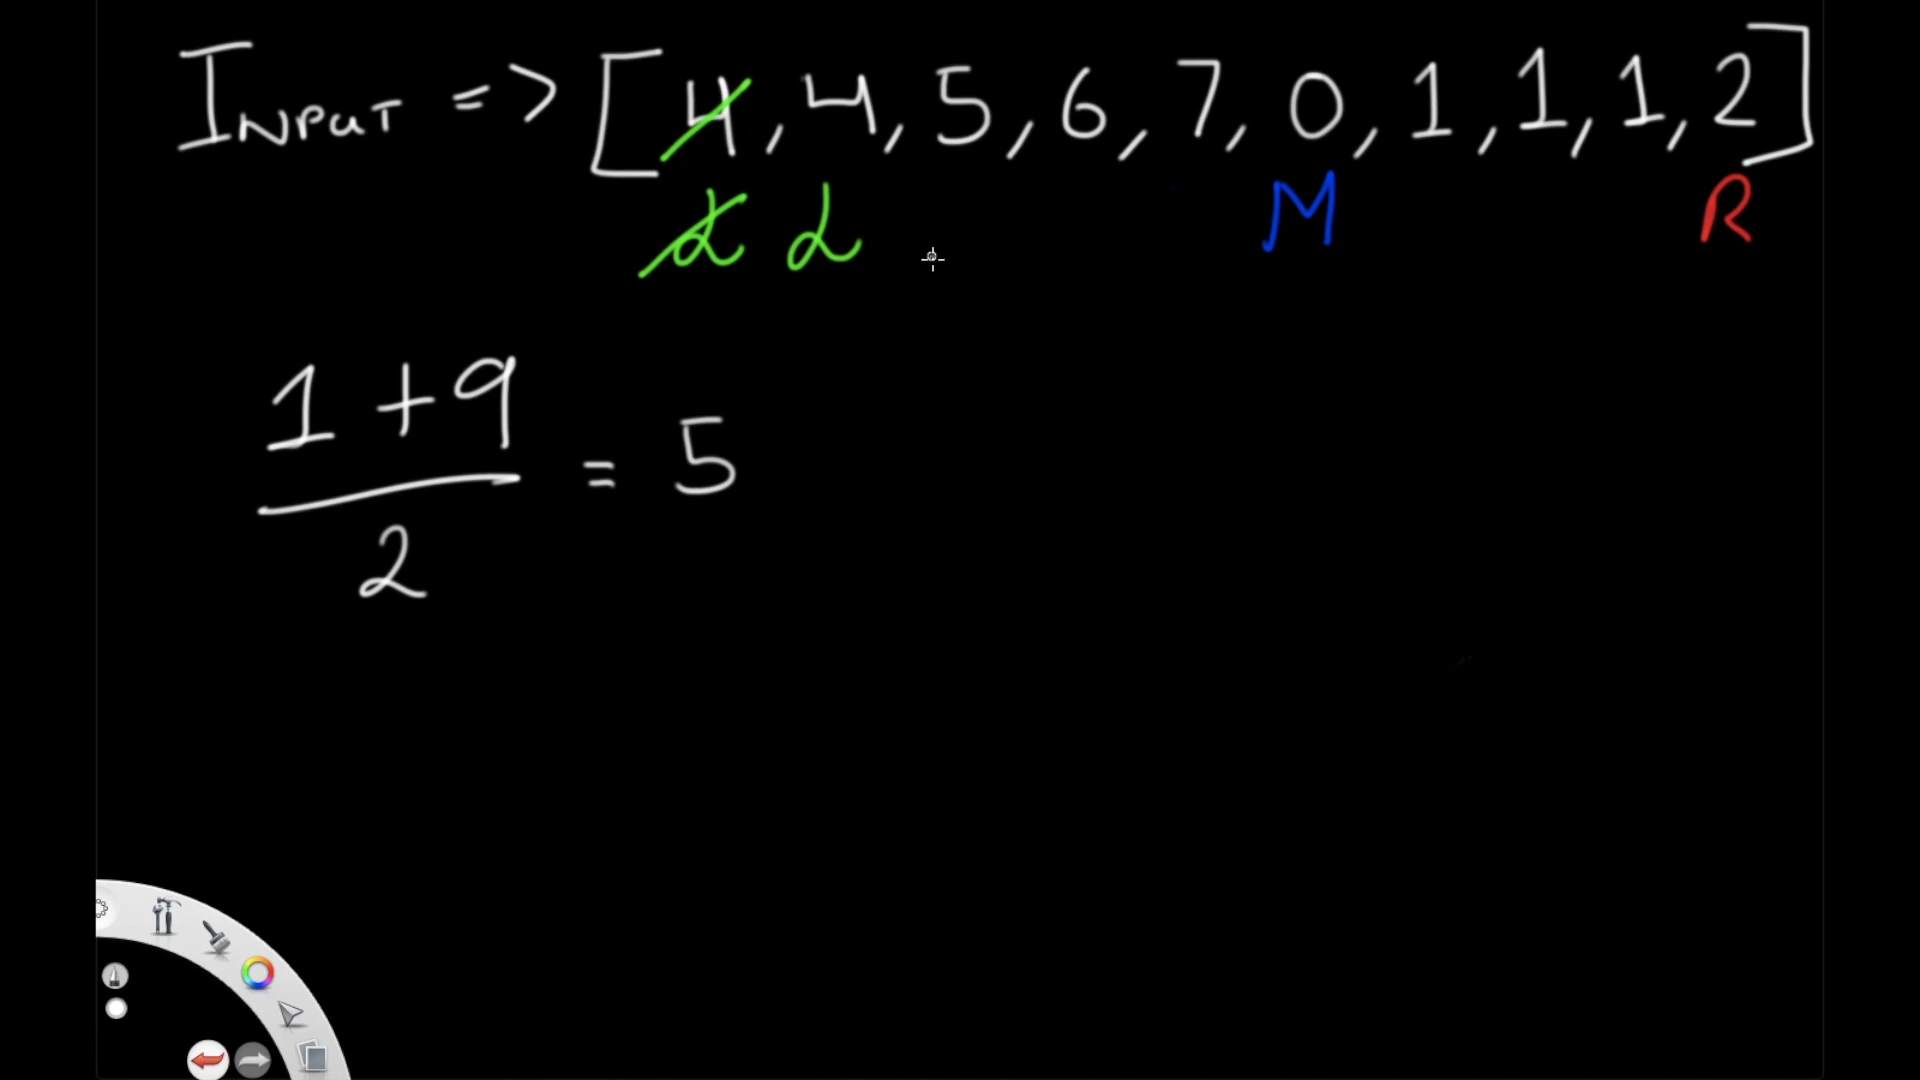 INPUT => [4, 4, 5, 6, 7, 0, 1, 1, 1, 2]
L L M R
1 + 9
= 5
2